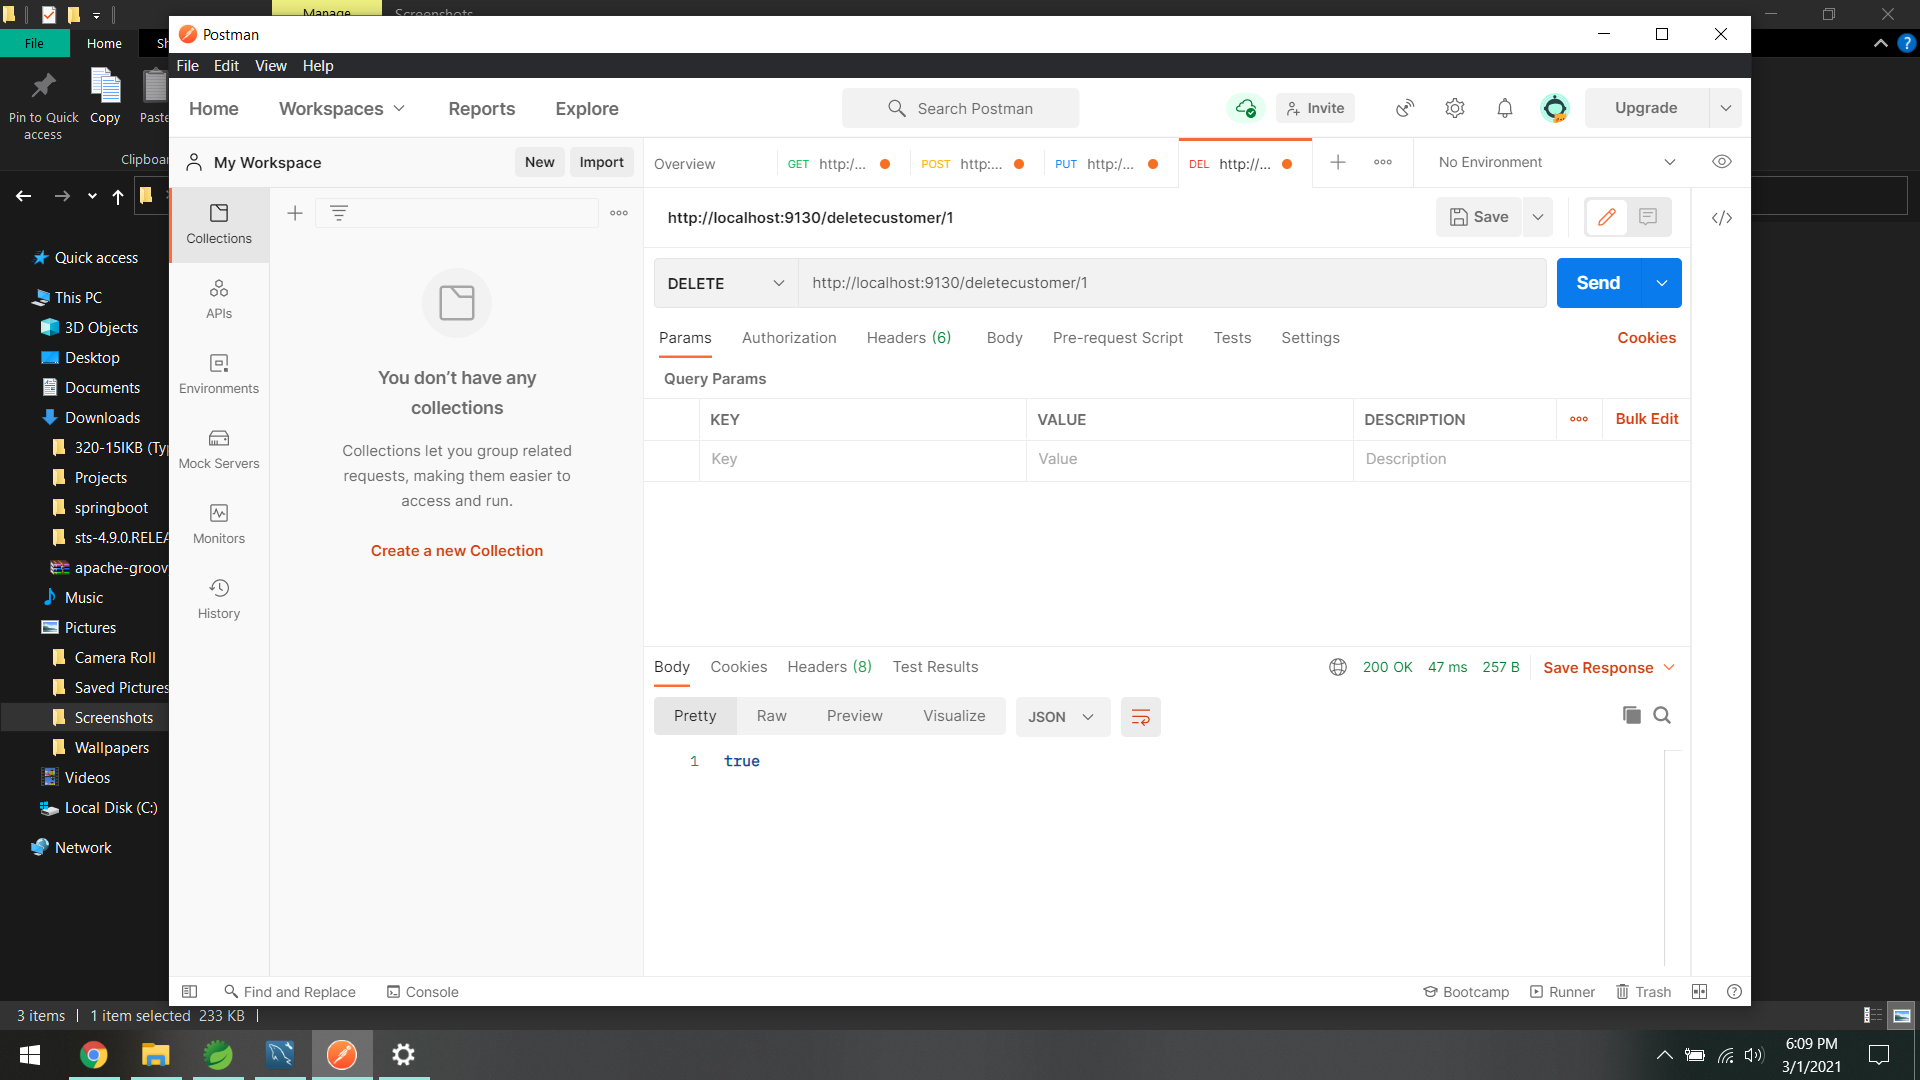 Manage
Screenshots
File
Home
Sh
Pin to Quick access
Copy
Paste
Clipboar
Quick access
This PC
3D Objects
Desktop
Documents
Downloads
320-15IKB (Typ
Projects
springboot
sts-4.9.0.RELEA
apache-groov
Music
Pictures
Camera Roll
Saved Pictures
Screenshots
Wallpapers
Videos
Local Disk (C:)
Network
3 items
1 item selected 233 KB
Postman
File Edit View Help
Home Workspaces Reports Explore
Search Postman
Invite
Upgrade
My Workspace
New
Import
Overview
GET http:/...
POST http:...
PUT http:/...
DEL http://...
No Environment
Collections
APIs
Environments
Mock Servers
Monitors
History
You don't have any
collections
Collections let you group related
requests, making them easier to
access and run.
Create a new Collection
http://localhost:9130/deletecustomer/1
Save
DELETE
http://localhost:9130/deletecustomer/1
Send
Params Authorization Headers (6) Body Pre-request Script Tests Settings
Cookies
Query Params
KEY VALUE DESCRIPTION
Bulk Edit
Key Value Description
Body Cookies Headers (8) Test Results
200 OK 47 ms 257 B
Save Response
Pretty Raw Preview Visualize
JSON
1 true
Find and Replace
Console
Bootcamp
Runner
Trash
6:09 PM
3/1/2021